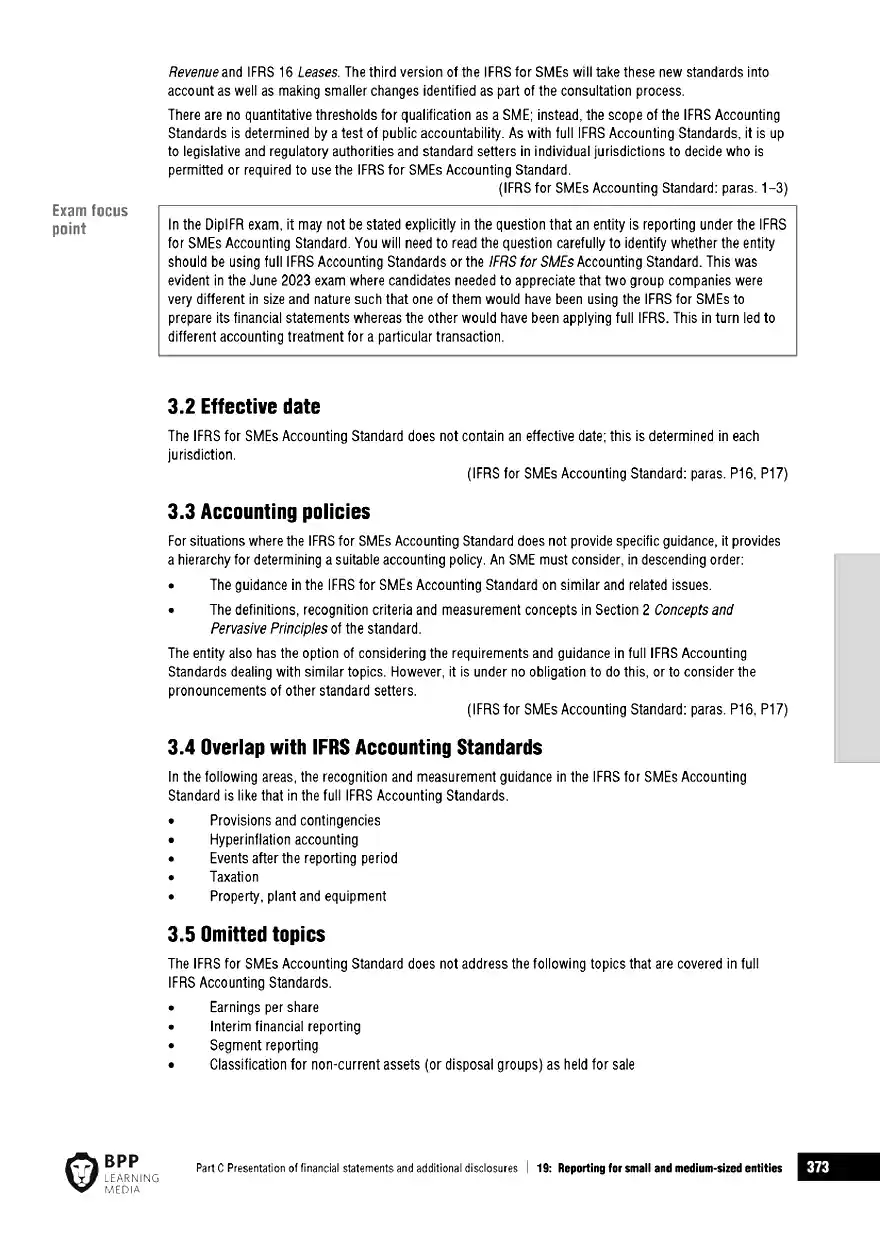 Revenue and IFRS 16 Leases. The third version of the IFRS for SMEs will take these new standards into
account as well as making smaller changes identified as part of the consultation process.
There are no quantitative thresholds for qualification as a SME; instead, the scope of the IFRS Accounting
Standards is determined by a test of public accountability. As with full IFRS Accounting Standards, it is up
to legislative and regulatory authorities and standard setters in individual jurisdictions to decide who is
permitted or required to use the IFRS for SMEs Accounting Standard.
(IFRS for SMEs Accounting Standard: paras. 1–3)
Exam focus
point
In the DipIFR exam, it may not be stated explicitly in the question that an entity is reporting under the IFRS
for SMEs Accounting Standard. You will need to read the question carefully to identify whether the entity
should be using full IFRS Accounting Standards or the IFRS for SMEs Accounting Standard. This was
evident in the June 2023 exam where candidates needed to appreciate that two group companies were
very different in size and nature such that one of them would have been using the IFRS for SMEs to
prepare its financial statements whereas the other would have been applying full IFRS. This in turn led to
different accounting treatment for a particular transaction.
3.2 Effective date
The IFRS for SMEs Accounting Standard does not contain an effective date; this is determined in each
jurisdiction.
(IFRS for SMEs Accounting Standard: paras. P16, P17)
3.3 Accounting policies
For situations where the IFRS for SMEs Accounting Standard does not provide specific guidance, it provides
a hierarchy for determining a suitable accounting policy. An SME must consider, in descending order:
• The guidance in the IFRS for SMEs Accounting Standard on similar and related issues.
• The definitions, recognition criteria and measurement concepts in Section 2 Concepts and
Pervasive Principles of the standard.
The entity also has the option of considering the requirements and guidance in full IFRS Accounting
Standards dealing with similar topics. However, it is under no obligation to do this, or to consider the
pronouncements of other standard setters.
(IFRS for SMEs Accounting Standard: paras. P16, P17)
3.4 Overlap with IFRS Accounting Standards
In the following areas, the recognition and measurement guidance in the IFRS for SMEs Accounting
Standard is like that in the full IFRS Accounting Standards.
• Provisions and contingencies
• Hyperinflation accounting
• Events after the reporting period
• Taxation
• Property, plant and equipment
3.5 Omitted topics
The IFRS for SMEs Accounting Standard does not address the following topics that are covered in full
IFRS Accounting Standards.
• Earnings per share
• Interim financial reporting
• Segment reporting
• Classification for non-current assets (or disposal groups) as held for sale
BPP
LEARNING
MEDIA
Part C Presentation of financial statements and additional disclosures | 19: Reporting for small and medium-sized entities 373